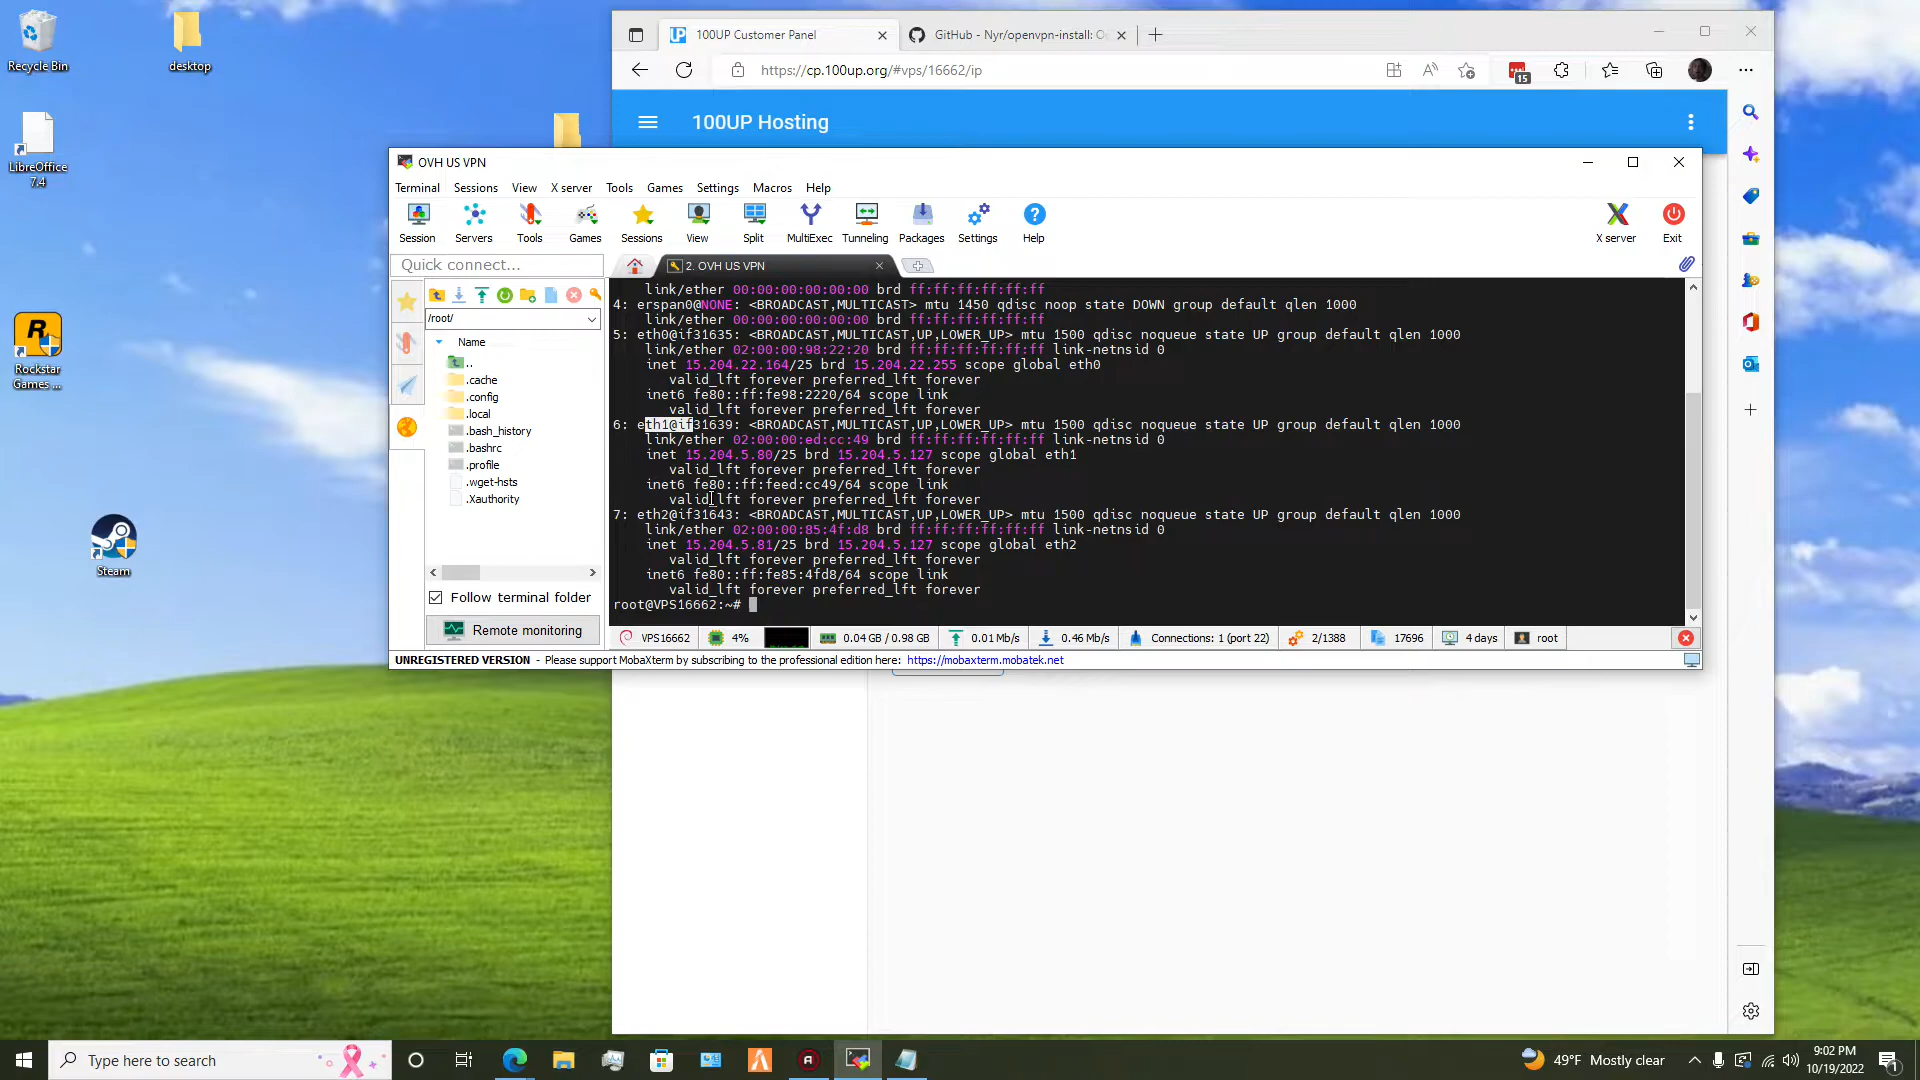 Recycle Bin
desktop
LibreOffice
7.4
Rockstar
Games ...
Steam
100UP Customer Panel
GitHub - Nyr/openvpn-install: O
https://cp.100up.org/#vps/16662/ip
15
100UP Hosting
OVH US VPN
Terminal Sessions View X server Tools Games Settings Macros Help
Session Servers Tools Games Sessions View Split MultiExec Tunneling Packages Settings Help X server Exit
Quick connect...
2. OVH US VPN
/root/
Name
..
.cache
.config
.local
.bash_history
.bashrc
.profile
.wget-hsts
.Xauthority
Follow terminal folder
Remote monitoring
link/ether 00:00:00:00:00:00 brd ff:ff:ff:ff:ff:ff
4: erspan0@NONE: <BROADCAST,MULTICAST> mtu 1450 qdisc noop state DOWN group default qlen 1000
link/ether 00:00:00:00:00:00 brd ff:ff:ff:ff:ff:ff
5: eth0@if31635: <BROADCAST,MULTICAST,UP,LOWER_UP> mtu 1500 qdisc noqueue state UP group default qlen 1000
link/ether 02:00:00:98:22:20 brd ff:ff:ff:ff:ff:ff link-netnsid 0
inet 15.204.22.164/25 brd 15.204.22.255 scope global eth0
valid_lft forever preferred_lft forever
inet6 fe80::ff:fe98:2220/64 scope link
valid_lft forever preferred_lft forever
6: eth1@if31639: <BROADCAST,MULTICAST,UP,LOWER_UP> mtu 1500 qdisc noqueue state UP group default qlen 1000
link/ether 02:00:00:ed:cc:49 brd ff:ff:ff:ff:ff:ff link-netnsid 0
inet 15.204.5.80/25 brd 15.204.5.127 scope global eth1
valid_lft forever preferred_lft forever
inet6 fe80::ff:feed:cc49/64 scope link
valid_lft forever preferred_lft forever
7: eth2@if31643: <BROADCAST,MULTICAST,UP,LOWER_UP> mtu 1500 qdisc noqueue state UP group default qlen 1000
link/ether 02:00:00:85:4f:d8 brd ff:ff:ff:ff:ff:ff link-netnsid 0
inet 15.204.5.81/25 brd 15.204.5.127 scope global eth2
valid_lft forever preferred_lft forever
inet6 fe80::ff:fe85:4fd8/64 scope link
valid_lft forever preferred_lft forever
root@VPS16662:~#
VPS16662 4% 0.04 GB / 0.98 GB 0.01 Mb/s 0.46 Mb/s Connections: 1 (port 22) 2/1388 17696 4 days root
UNREGISTERED VERSION - Please support MobaXterm by subscribing to the professional edition here: https://mobaxterm.mobatek.net
Type here to search
49°F Mostly clear
9:02 PM
10/19/2022
1